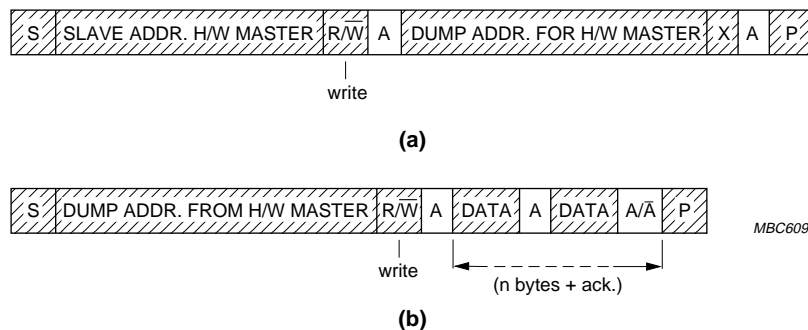 S SLAVE ADDR. H/W MASTER R/W̅ A DUMP ADDR. FOR H/W MASTER X A P
write
(a)
S DUMP ADDR. FROM H/W MASTER R/W̅ A DATA A DATA A/A̅ P
MBC609
write
(n bytes + ack.)
(b)